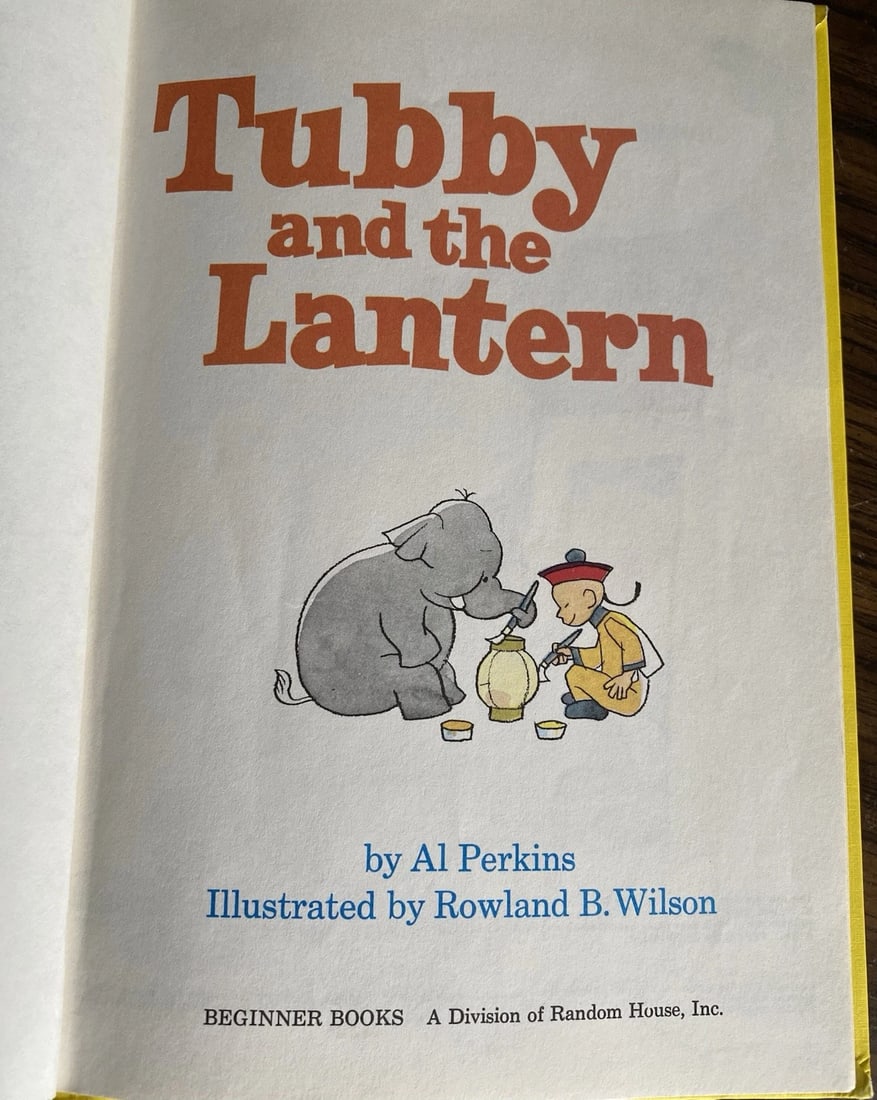 Tubby
and the
Lantern
by Al Perkins
Illustrated by Rowland B. Wilson
BEGINNER BOOKS A Division of Random House, Inc.